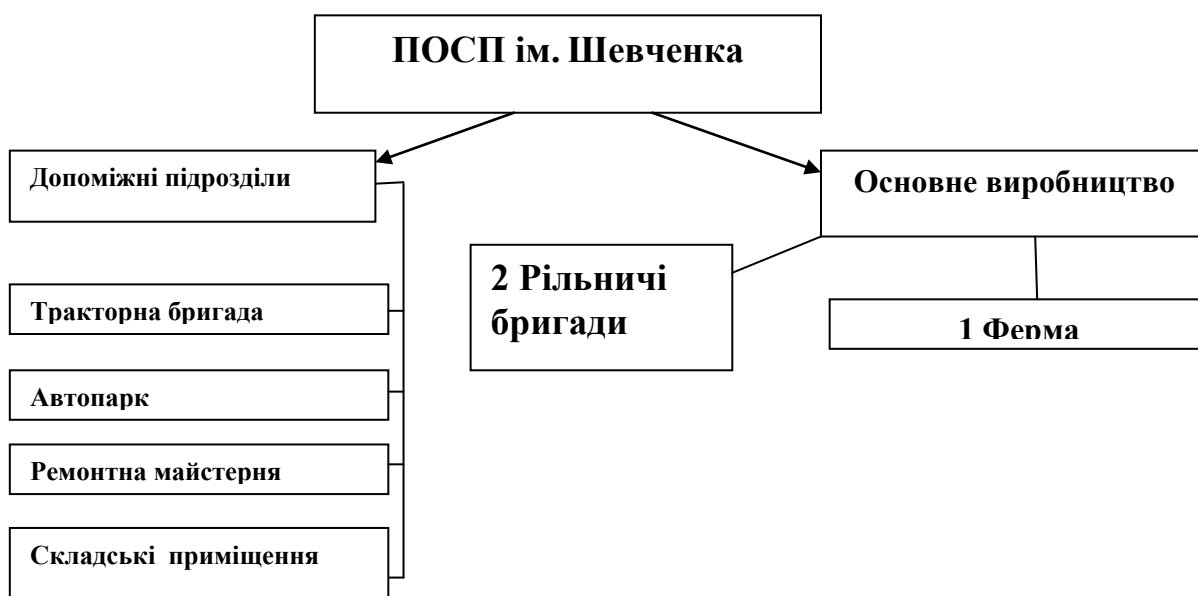 ПОСП ім. Шевченка
Допоміжні підрозділи
Основне виробництво
2 Рільничі
бригади
1 Ферма
Тракторна бригада
Автопарк
Ремонтна майстерня
Складські приміщення